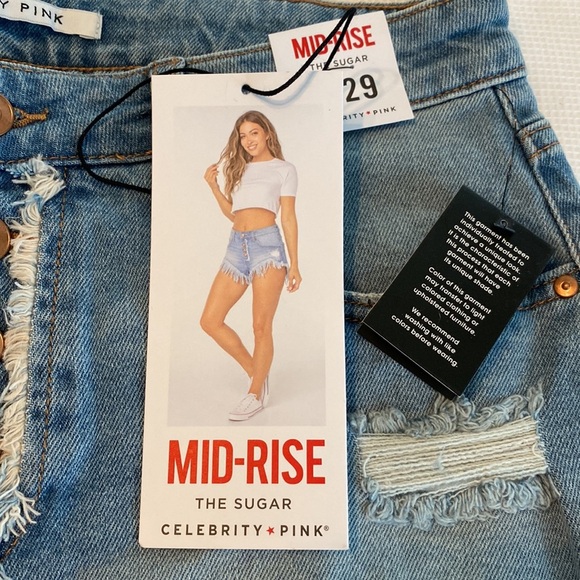 Y PINK
MID-RISE
THE SUGAR
29
BRITY★PINK
This garment has been
individually treated to
achieve a unique look.
It is the characteristic of
this process that each
garment will have
its unique shade.
Color of this garment
may transfer to light
colored clothing or
upholstered furniture.
We recommend
washing with like
colors before wearing.
MID-RISE
THE SUGAR
CELEBRITY★PINK®